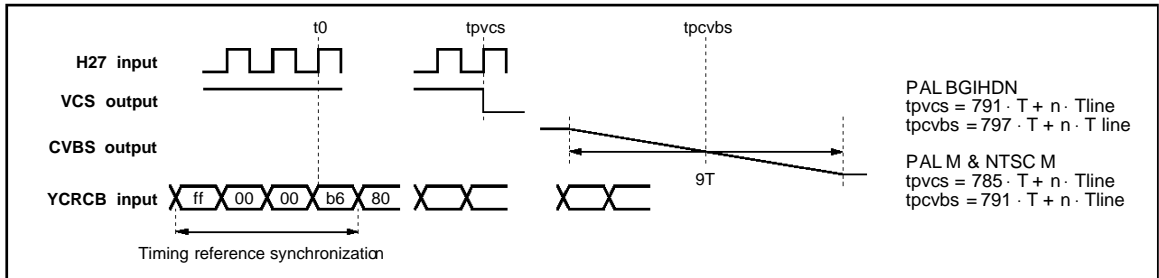 t0 tpvcs tpcvbs
H27 input
VCS output
CVBS output
9T
YCRCB input ff 00 00 b6 80
Timing reference synchronization
PAL BGIHDN
tpvcs = 791 · T + n · Tline
tpcvbs = 797 · T + n · T line
PAL M & NTSC M
tpvcs = 785 · T + n · Tline
tpcvbs = 791 · T + n · Tline